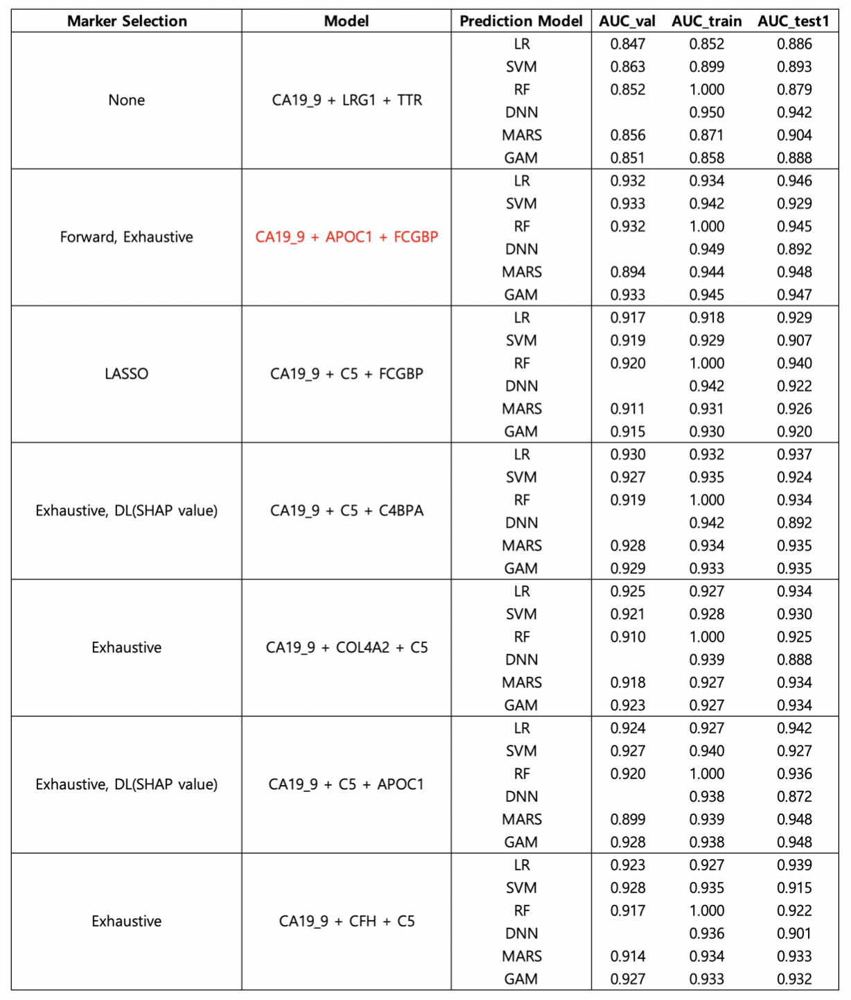 Marker Selection Model Prediction Model AUC_val AUC_train AUC_test1
LR 0.847 0.852 0.886
SVM 0.863 0.899 0.893
RF 0.852 1.000 0.879
None CA19_9 + LRG1 + TTR
DNN 0.950 0.942
MARS 0.856 0.871 0.904
GAM 0.851 0.858 0.888
LR 0.932 0.934 0.946
SVM 0.933 0.942 0.929
RF 0.932 1.000 0.945
Forward, Exhaustive CA19_9 + APOC1 + FCGBP
DNN 0.949 0.892
MARS 0.894 0.944 0.948
GAM 0.933 0.945 0.947
LR 0.917 0.918 0.929
SVM 0.919 0.929 0.907
RF 0.920 1.000 0.940
LASSO CA19_9 + C5 + FCGBP
DNN 0.942 0.922
MARS 0.911 0.931 0.926
GAM 0.915 0.930 0.920
LR 0.930 0.932 0.937
SVM 0.927 0.935 0.924
RF 0.919 1.000 0.934
Exhaustive, DL(SHAP value) CA19_9 + C5 + C4BPA
DNN 0.942 0.892
MARS 0.928 0.934 0.935
GAM 0.929 0.933 0.935
LR 0.925 0.927 0.934
SVM 0.921 0.928 0.930
RF 0.910 1.000 0.925
Exhaustive CA19_9 + COL4A2 + C5
DNN 0.939 0.888
MARS 0.918 0.927 0.934
GAM 0.923 0.927 0.934
LR 0.924 0.927 0.942
SVM 0.927 0.940 0.927
RF 0.920 1.000 0.936
Exhaustive, DL(SHAP value) CA19_9 + C5 + APOC1
DNN 0.938 0.872
MARS 0.899 0.939 0.948
GAM 0.928 0.938 0.948
LR 0.923 0.927 0.939
SVM 0.928 0.935 0.915
RF 0.917 1.000 0.922
Exhaustive CA19_9 + CFH + C5
DNN 0.936 0.901
MARS 0.914 0.934 0.933
GAM 0.927 0.933 0.932